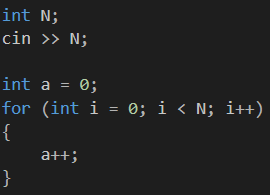 int N;
cin >> N;
int a = 0;
for (int i = 0; i < N; i++)
{
    a++;
}